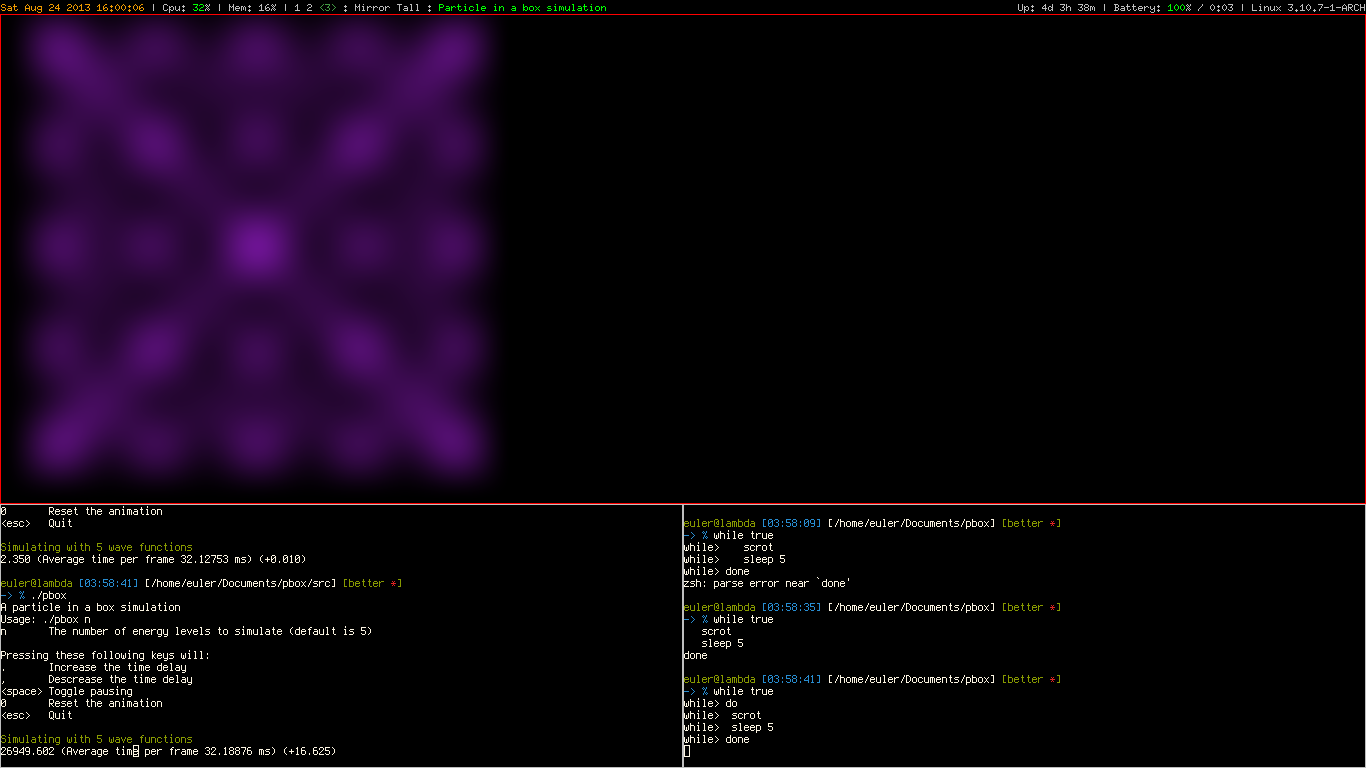 Sat Aug 24 2013 16:00:06 | Cpu: 32% | Mem: 16% | 1 2 <3> : Mirror Tall : Particle in a box simulation
Up: 4d 3h 38m | Battery: 100% / 0:03 | Linux 3.10.7-1-ARCH
0       Reset the animation
<esc>   Quit
Simulating with 5 wave functions
2.350 (Average time per frame 32.12753 ms) (+0.010)
euler@lambda [03:58:41] [/home/euler/Documents/pbox/src] [better *]
-> % ./pbox
A particle in a box simulation
Usage: ./pbox n
n       The number of energy levels to simulate (default is 5)
Pressing these following keys will:
.       Increase the time delay
,       Descrease the time delay
<space> Toggle pausing
0       Reset the animation
<esc>   Quit
Simulating with 5 wave functions
26949.602 (Average time per frame 32.18876 ms) (+16.625)
euler@lambda [03:58:09] [/home/euler/Documents/pbox] [better *]
-> % while true
while>    scrot
while>    sleep 5
while> done
zsh: parse error near `done'
euler@lambda [03:58:35] [/home/euler/Documents/pbox] [better *]
-> % while true
   scrot
   sleep 5
done
euler@lambda [03:58:41] [/home/euler/Documents/pbox] [better *]
-> % while true
while> do
while>  scrot
while>  sleep 5
while> done